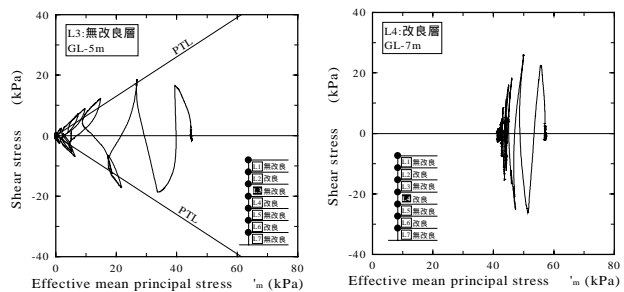 L3:無改良層
GL-5m
PTL
PTL
40
20
0
-20
-40
Shear stress (kPa)
0 20 40 60 80
Effective mean principal stress 'm (kPa)
L1 無改良
L2 改良
L3 無改良
L4 改良
L5 無改良
L6 改良
L7 無改良
L4:改良層
GL-7m
40
20
0
-20
-40
Shear stress (kPa)
0 20 40 60 80
Effective mean principal stress 'm (kPa)
L1 無改良
L2 改良
L3 無改良
L4 改良
L5 無改良
L6 改良
L7 無改良